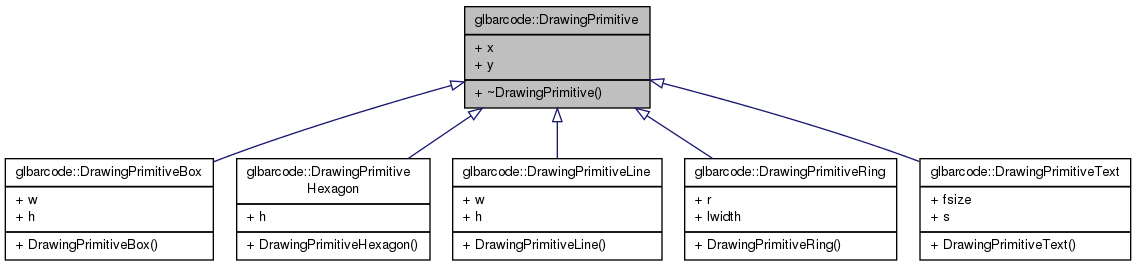 glbarcode::DrawingPrimitive
+ x
+ y
+ ~DrawingPrimitive()
glbarcode::DrawingPrimitiveBox
+ w
+ h
+ DrawingPrimitiveBox()
glbarcode::DrawingPrimitive
Hexagon
+ h
+ DrawingPrimitiveHexagon()
glbarcode::DrawingPrimitiveLine
+ w
+ h
+ DrawingPrimitiveLine()
glbarcode::DrawingPrimitiveRing
+ r
+ lwidth
+ DrawingPrimitiveRing()
glbarcode::DrawingPrimitiveText
+ fsize
+ s
+ DrawingPrimitiveText()